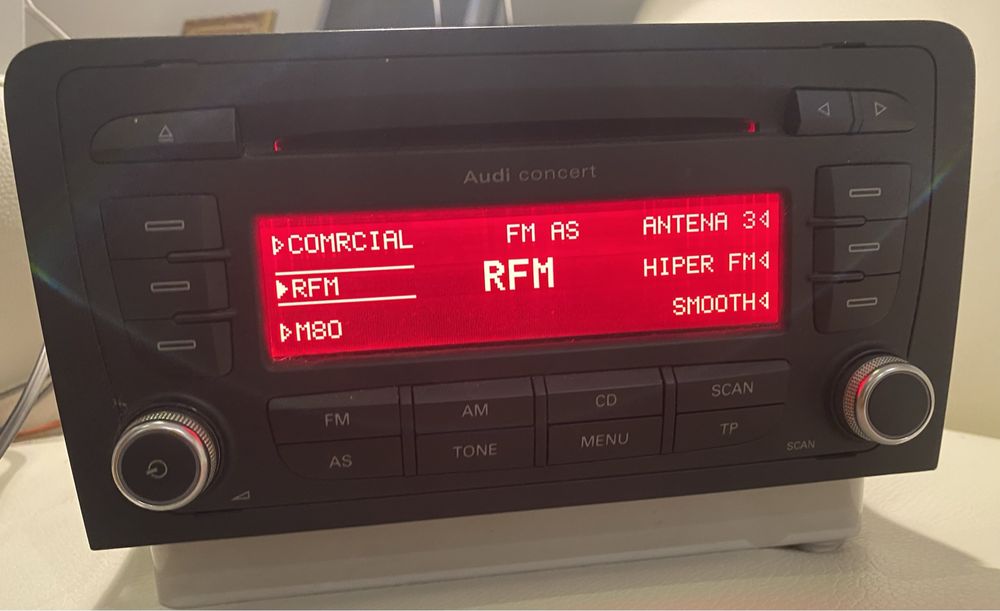 Audi concert
COMRCIAL
FM AS
ANTENA 3
RFM
RFM
HIPER FM
M80
SMOOTH
FM
AM
CD
SCAN
AS
TONE
MENU
TP
SCAN